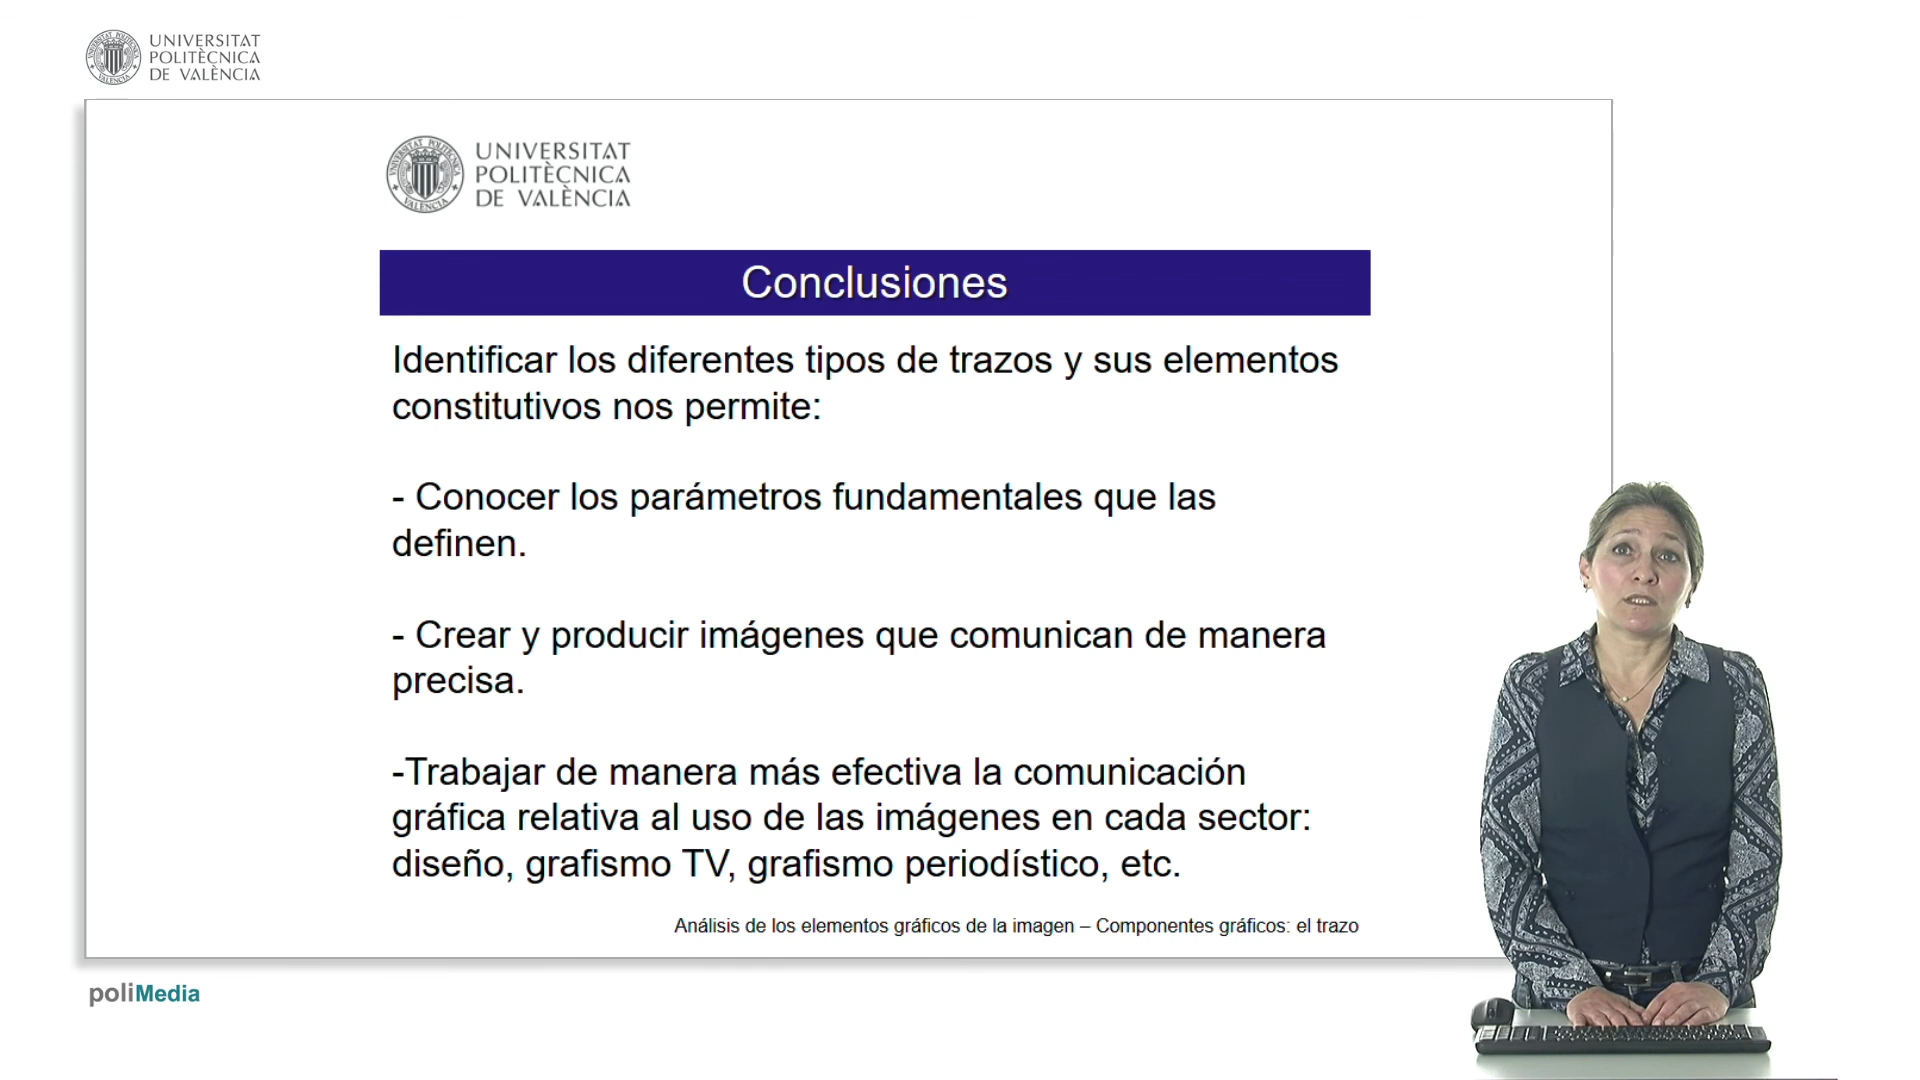 UNIVERSITAT
POLITÈCNICA
DE VALÈNCIA
UNIVERSITAT
POLITÈCNICA
DE VALÈNCIA
Conclusiones
Identificar los diferentes tipos de trazos y sus elementos
constitutivos nos permite:
- Conocer los parámetros fundamentales que las
definen.
- Crear y producir imágenes que comunican de manera
precisa.
-Trabajar de manera más efectiva la comunicación
gráfica relativa al uso de las imágenes en cada sector:
diseño, grafismo TV, grafismo periodístico, etc.
Análisis de los elementos gráficos de la imagen – Componentes gráficos: el trazo
poliMedia